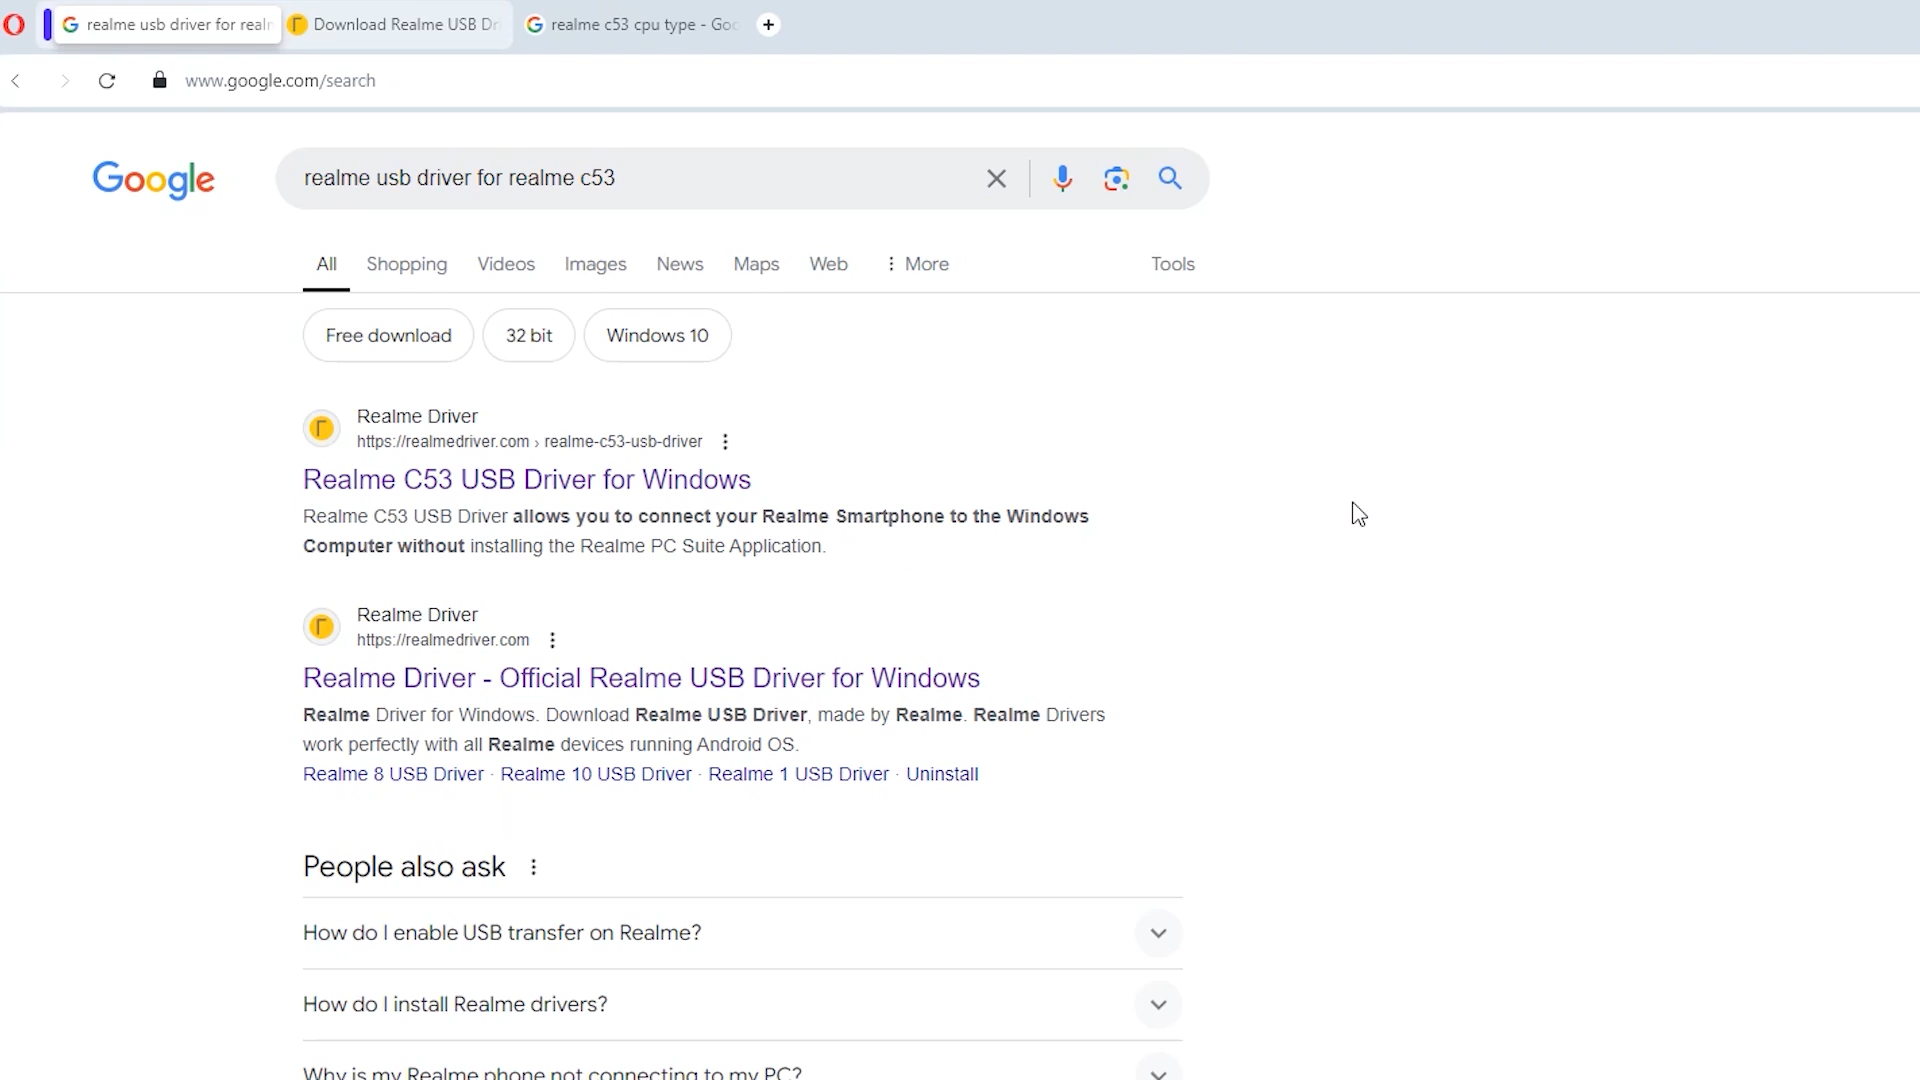 realme usb driver for realm
Download Realme USB Dri
realme c53 cpu type - Goo
www.google.com/search
Google
realme usb driver for realme c53
All
Shopping
Videos
Images
News
Maps
Web
More
Tools
Free download
32 bit
Windows 10
Realme Driver
https://realmedriver.com › realme-c53-usb-driver
Realme C53 USB Driver for Windows
Realme C53 USB Driver allows you to connect your Realme Smartphone to the Windows
Computer without installing the Realme PC Suite Application.
Realme Driver
https://realmedriver.com
Realme Driver - Official Realme USB Driver for Windows
Realme Driver for Windows. Download Realme USB Driver, made by Realme. Realme Drivers
work perfectly with all Realme devices running Android OS.
Realme 8 USB Driver · Realme 10 USB Driver · Realme 1 USB Driver · Uninstall
People also ask
How do I enable USB transfer on Realme?
How do I install Realme drivers?
Why is my Realme phone not connecting to my PC?